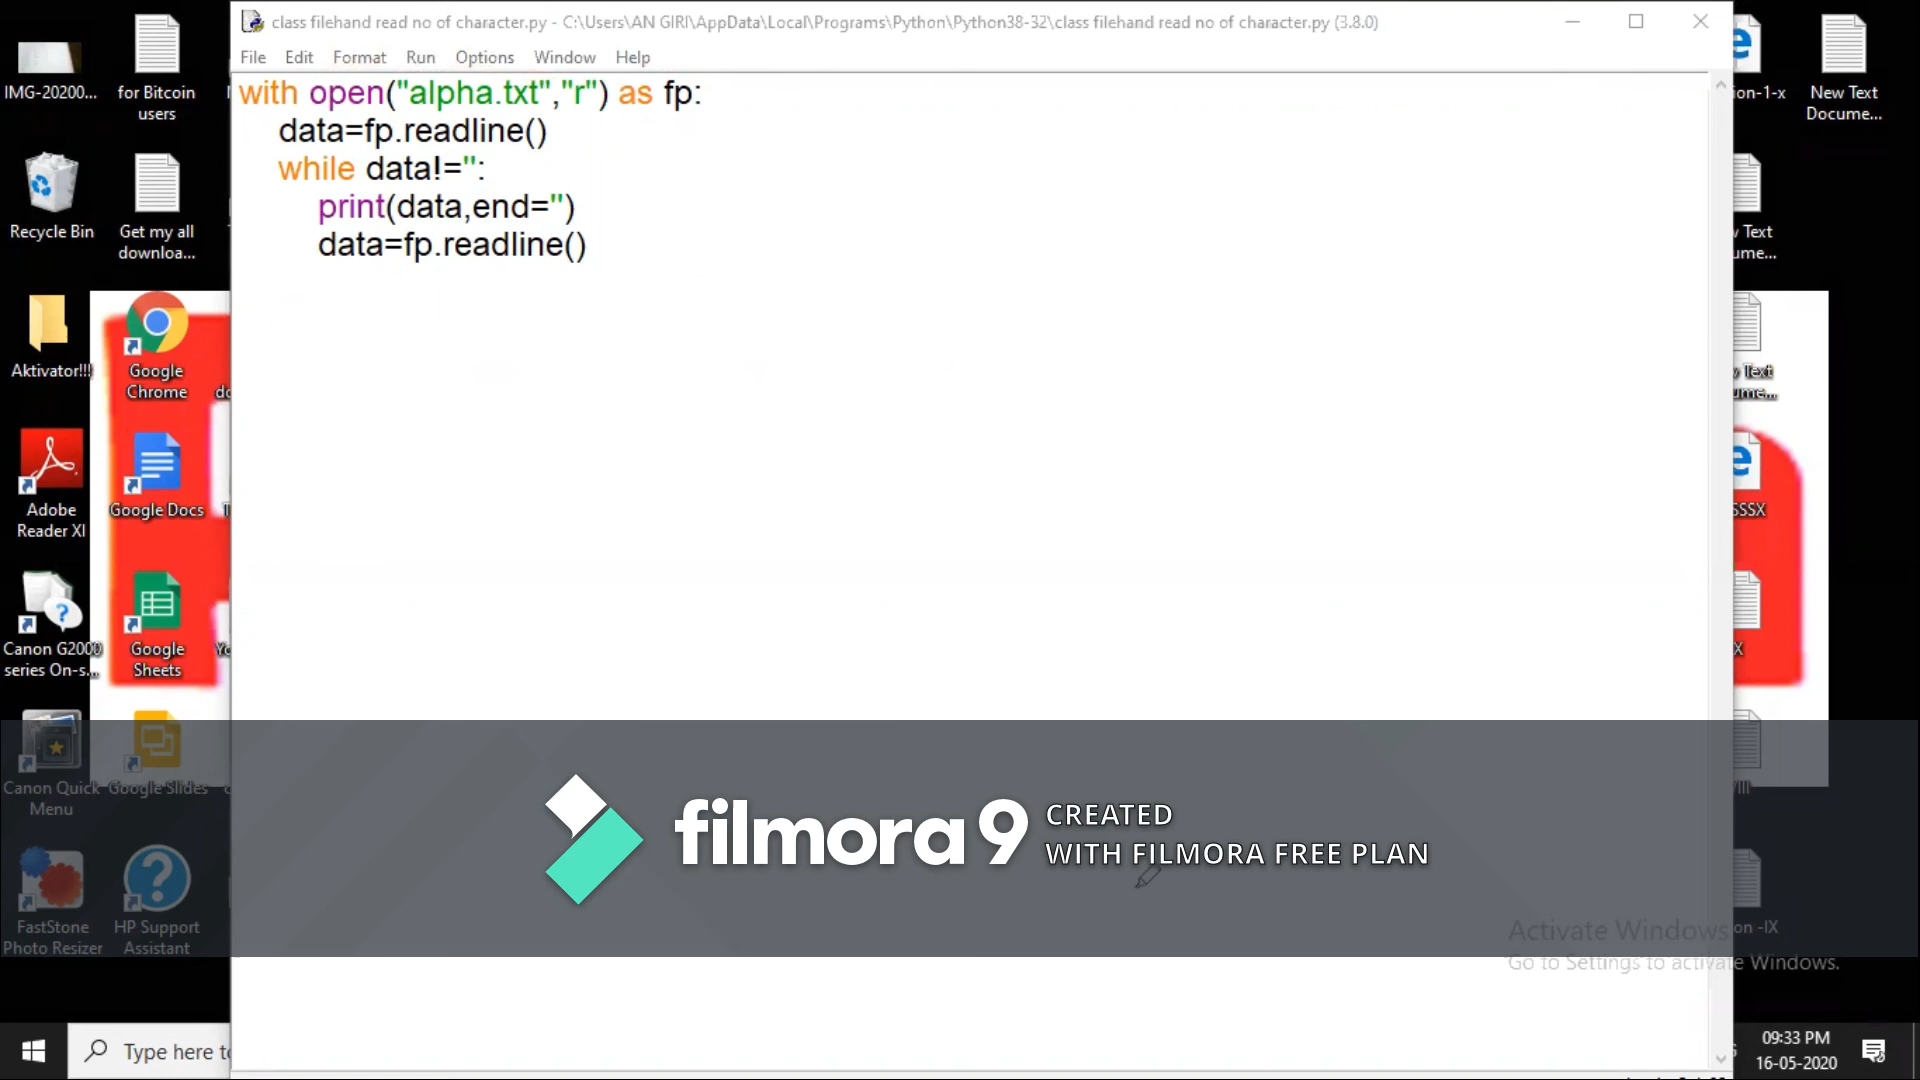 class filehand read no of character.py - C:\Users\AN GIRI\AppData\Local\Programs\Python\Python38-32\class filehand read no of character.py (3.8.0)
File Edit Format Run Options Window Help
with open("alpha.txt","r") as fp:
data=fp.readline()
while data!='':
print(data,end='')
data=fp.readline()
IMG-20200...
for Bitcoin
users
Recycle Bin
Get my all
downloa...
Aktivator!!!
Google
Chrome
Adobe
Reader XI
Google Docs
Canon G2000
series On-s...
Google
Sheets
Canon Quick
Menu
Google Slides
FastStone
Photo Resizer
HP Support
Assistant
New Text
Docume...
filmora 9
CREATED
WITH FILMORA FREE PLAN
Activate Windows
Go to Settings to activate Windows.
Type here
09:33 PM
16-05-2020